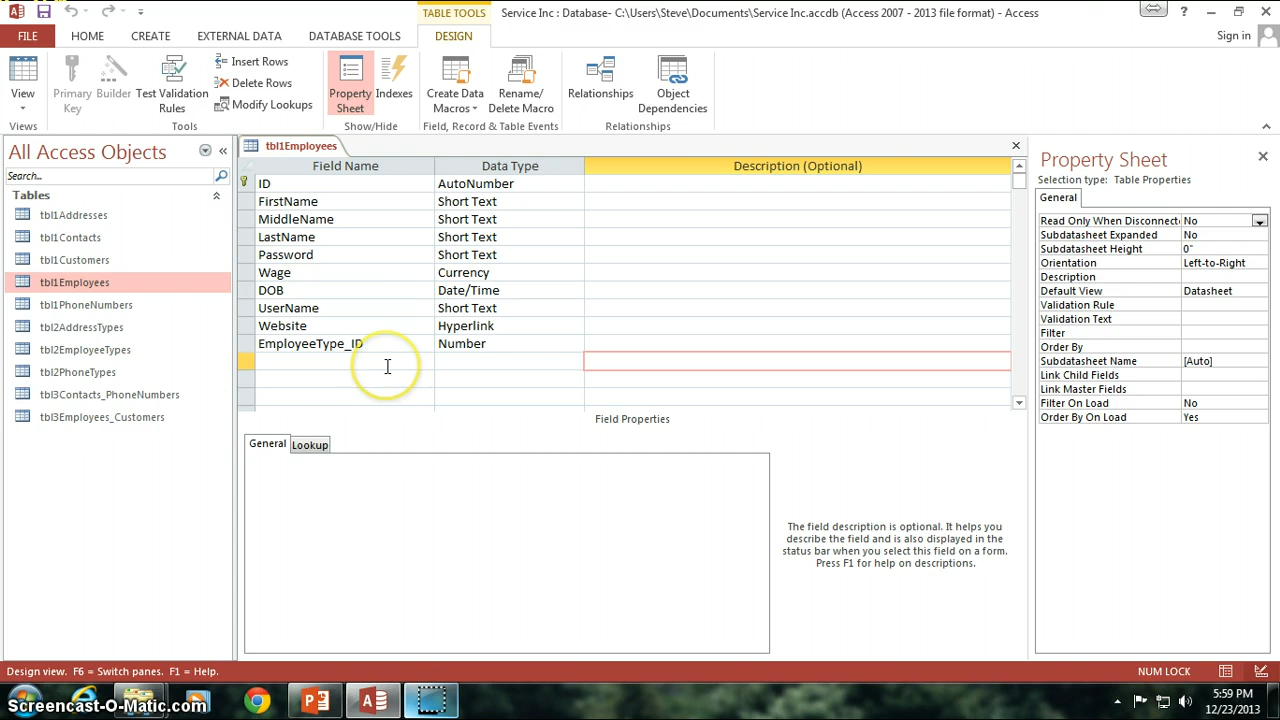 TABLE TOOLS
Service Inc : Database- C:\Users\Steve\Documents\Service Inc.accdb (Access 2007 - 2013 file format) - Access
FILE HOME CREATE EXTERNAL DATA DATABASE TOOLS DESIGN Sign in
View
Views
Primary Key
Builder
Test Validation Rules
Insert Rows
Delete Rows
Modify Lookups
Tools
Property Sheet
Indexes
Show/Hide
Create Data Macros
Rename/ Delete Macro
Field, Record & Table Events
Relationships
Object Dependencies
Relationships
All Access Objects
Search...
Tables
tbl1Addresses
tbl1Contacts
tbl1Customers
tbl1Employees
tbl1PhoneNumbers
tbl2AddressTypes
tbl2EmployeeTypes
tbl2PhoneTypes
tbl3Contacts_PhoneNumbers
tbl3Employees_Customers
tbl1Employees
Field Name Data Type Description (Optional)
ID AutoNumber
FirstName Short Text
MiddleName Short Text
LastName Short Text
Password Short Text
Wage Currency
DOB Date/Time
UserName Short Text
Website Hyperlink
EmployeeType_ID Number
Field Properties
General Lookup
The field description is optional. It helps you
describe the field and is also displayed in the
status bar when you select this field on a form.
Press F1 for help on descriptions.
Property Sheet
Selection type: Table Properties
General
Read Only When Disconnecte No
Subdatasheet Expanded No
Subdatasheet Height 0"
Orientation Left-to-Right
Description
Default View Datasheet
Validation Rule
Validation Text
Filter
Order By
Subdatasheet Name [Auto]
Link Child Fields
Link Master Fields
Filter On Load No
Order By On Load Yes
Design view. F6 = Switch panes. F1 = Help.
NUM LOCK
Screencast-O-Matic.com
5:59 PM
12/23/2013